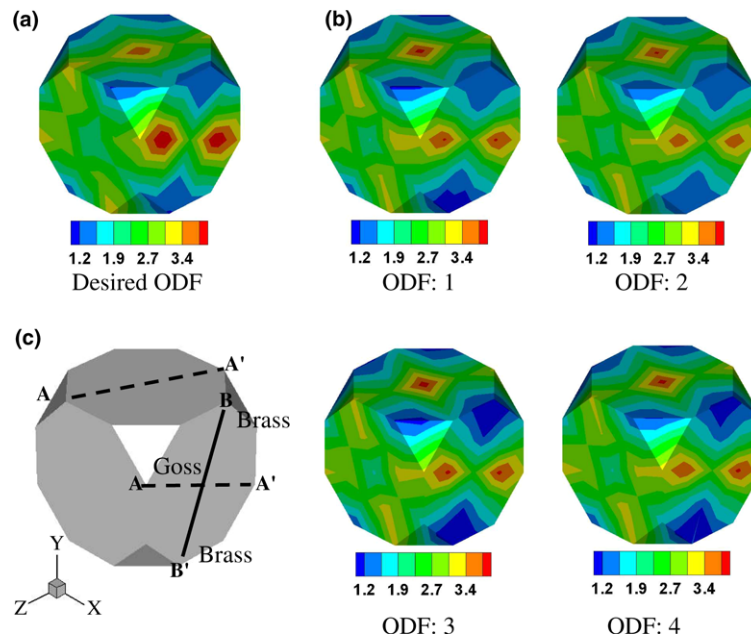 (a)
(b)
1.2 1.9 2.7 3.4
Desired ODF
1.2 1.9 2.7 3.4
ODF: 1
1.2 1.9 2.7 3.4
ODF: 2
(c)
A
A'
B
Brass
Goss
A
A'
Brass
B'
Y
Z
X
1.2 1.9 2.7 3.4
ODF: 3
1.2 1.9 2.7 3.4
ODF: 4